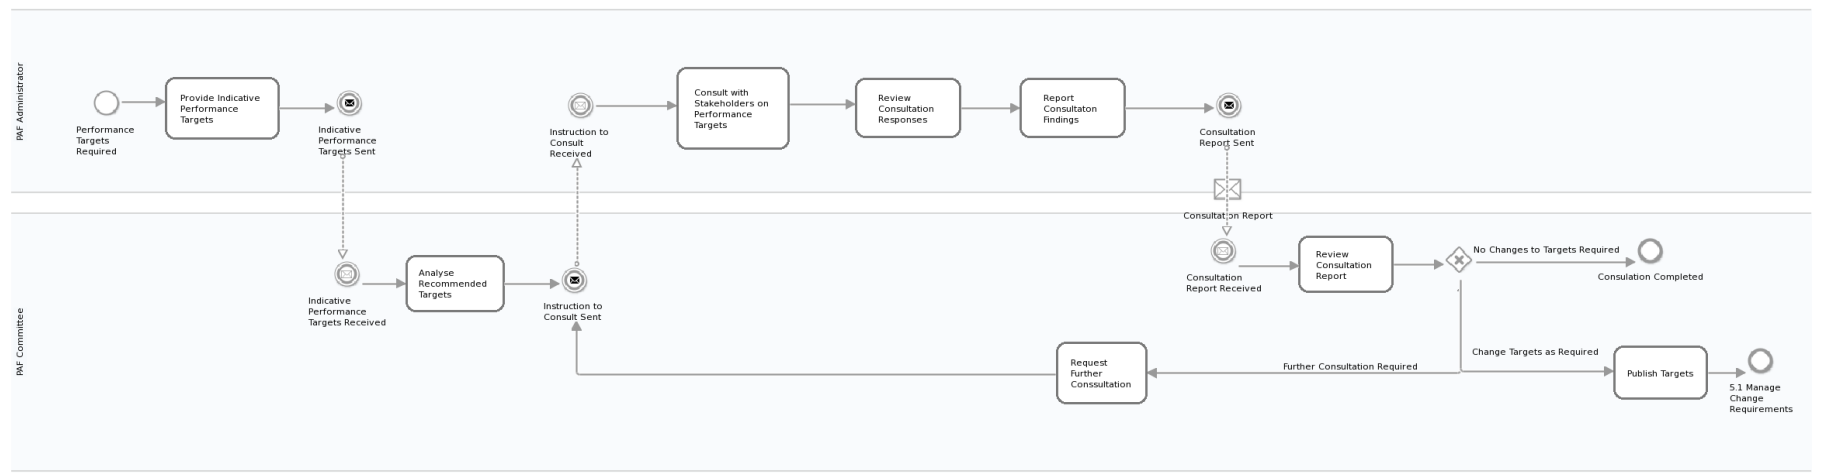 PAF Administrator
Performance
Targets
Required
Provide Indicative
Performance
Targets
Indicative
Performance
Targets Sent
Instruction to
Consult
Received
Consult with
Stakeholders on
Performance
Targets
Review
Consultation
Responses
Report
Consultaton
Findings
Consultation
Report Sent
Consultation Report
PAF Committee
Indicative
Performance
Targets Received
Analyse
Recommended
Targets
Instruction to
Consult Sent
Consultation
Report Received
Review
Consultation
Report
No Changes to Targets Required
Consulation Completed
Request
Further
Conssultation
Further Consultation Required
Change Targets as Required
Publish Targets
5.1 Manage
Change
Requirements